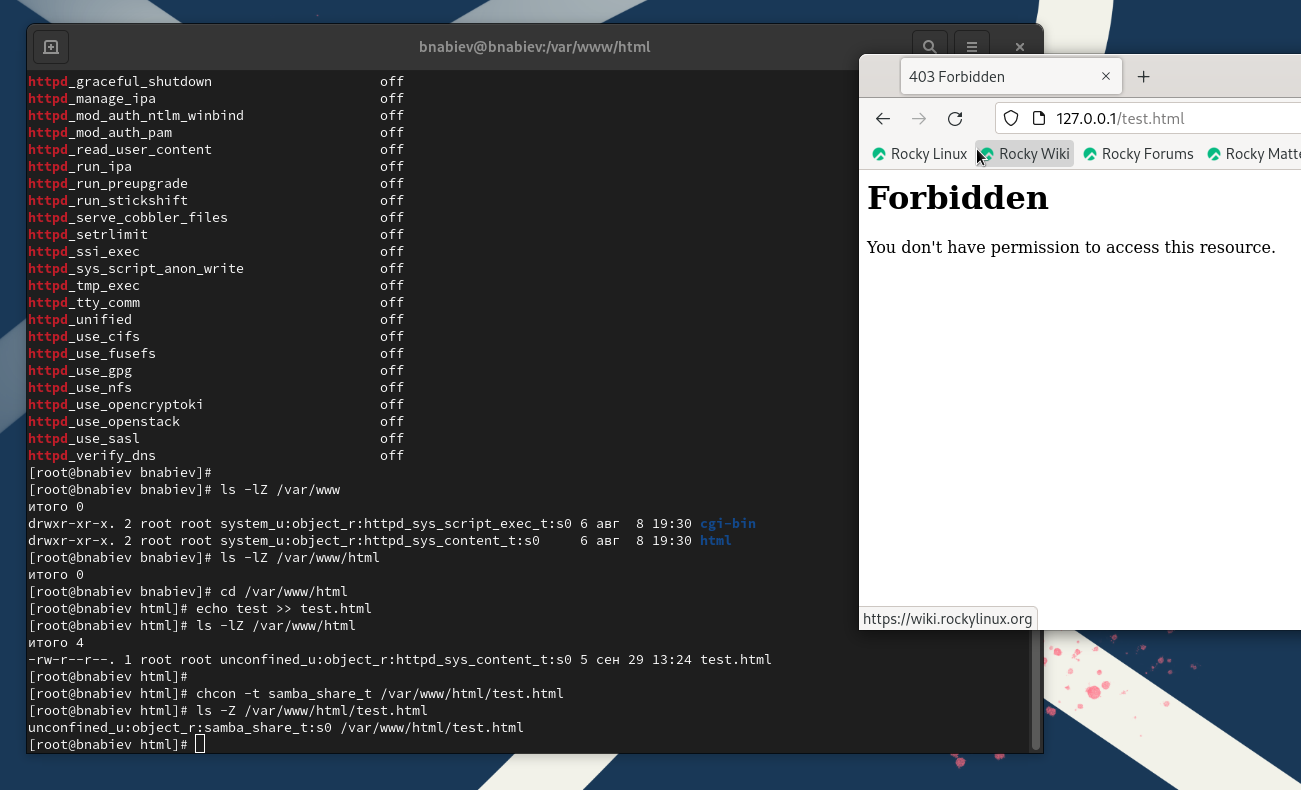 bnabiev@bnabiev:/var/www/html
httpd_graceful_shutdown off
httpd_manage_ipa off
httpd_mod_auth_ntlm_winbind off
httpd_mod_auth_pam off
httpd_read_user_content off
httpd_run_ipa off
httpd_run_preupgrade off
httpd_run_stickshift off
httpd_serve_cobbler_files off
httpd_setrlimit off
httpd_ssi_exec off
httpd_sys_script_anon_write off
httpd_tmp_exec off
httpd_tty_comm off
httpd_unified off
httpd_use_cifs off
httpd_use_fusefs off
httpd_use_gpg off
httpd_use_nfs off
httpd_use_opencryptoki off
httpd_use_openstack off
httpd_use_sasl off
httpd_verify_dns off
[root@bnabiev bnabiev]#
[root@bnabiev bnabiev]# ls -lZ /var/www
итого 0
drwxr-xr-x. 2 root root system_u:object_r:httpd_sys_script_exec_t:s0 6 авг  8 19:30 cgi-bin
drwxr-xr-x. 2 root root system_u:object_r:httpd_sys_content_t:s0     6 авг  8 19:30 html
[root@bnabiev bnabiev]# ls -lZ /var/www/html
итого 0
[root@bnabiev bnabiev]# cd /var/www/html
[root@bnabiev html]# echo test >> test.html
[root@bnabiev html]# ls -lZ /var/www/html
итого 4
-rw-r--r--. 1 root root unconfined_u:object_r:httpd_sys_content_t:s0 5 сен 29 13:24 test.html
[root@bnabiev html]#
[root@bnabiev html]# chcon -t samba_share_t /var/www/html/test.html
[root@bnabiev html]# ls -Z /var/www/html/test.html
unconfined_u:object_r:samba_share_t:s0 /var/www/html/test.html
[root@bnabiev html]#
403 Forbidden
127.0.0.1/test.html
Rocky Linux Rocky Wiki Rocky Forums Rocky Matte
Forbidden
You don't have permission to access this resource.
https://wiki.rockylinux.org